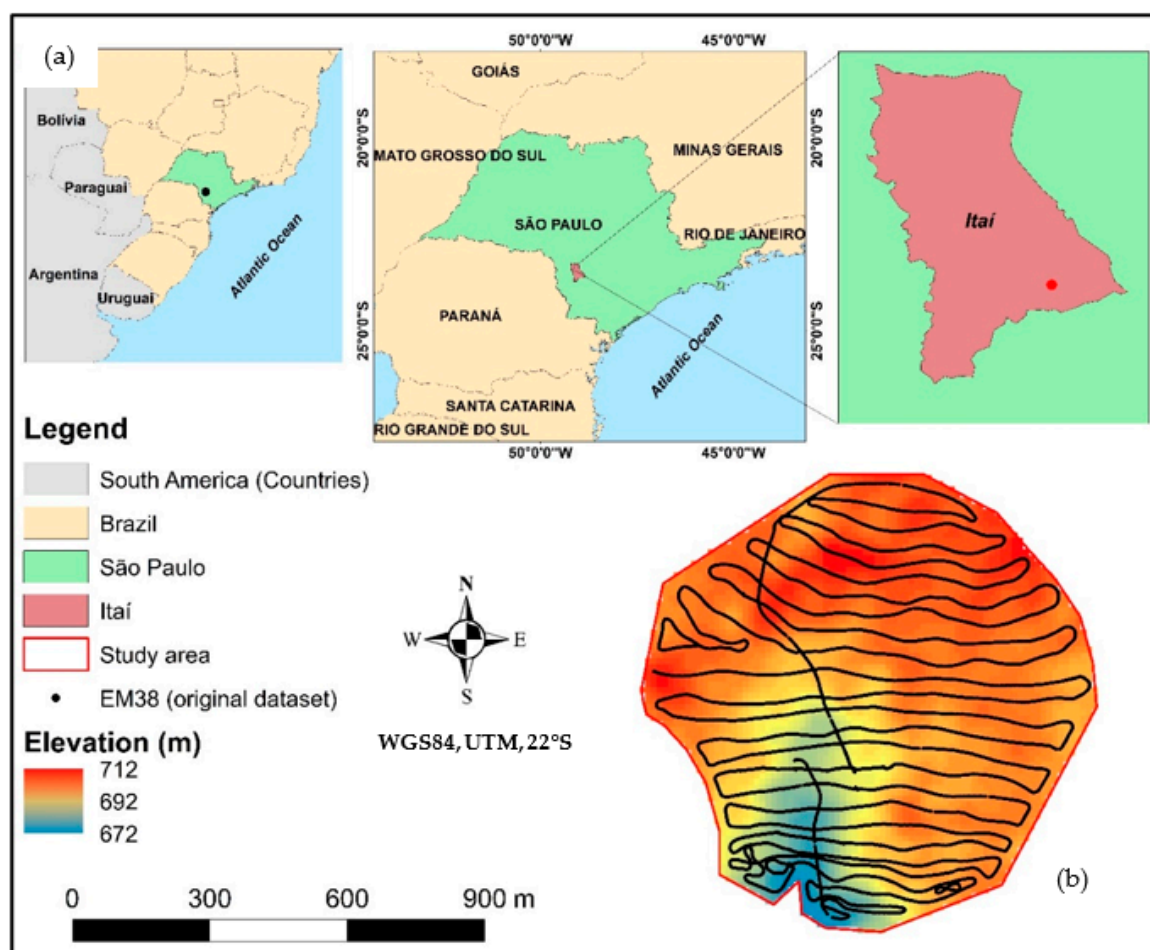 (a)
Bolívia
Paraguai
Argentina
Uruguai
Atlantic Ocean
50°0'0"W
45°0'0"W
GOIÁS
MATO GROSSO DO SUL
MINAS GERAIS
SÃO PAULO
RIO DE JANEIRO
PARANÁ
SANTA CATARINA
RIO GRANDE DO SUL
Atlantic Ocean
20°0'0"S
25°0'0"S
20°0'0"S
25°0'0"S
50°0'0"W
45°0'0"W
Itaí
Legend
South America (Countries)
Brazil
São Paulo
Itaí
Study area
EM38 (original dataset)
Elevation (m)
712
692
672
N
W
E
S
WGS84, UTM, 22°S
0 300 600 900 m
(b)